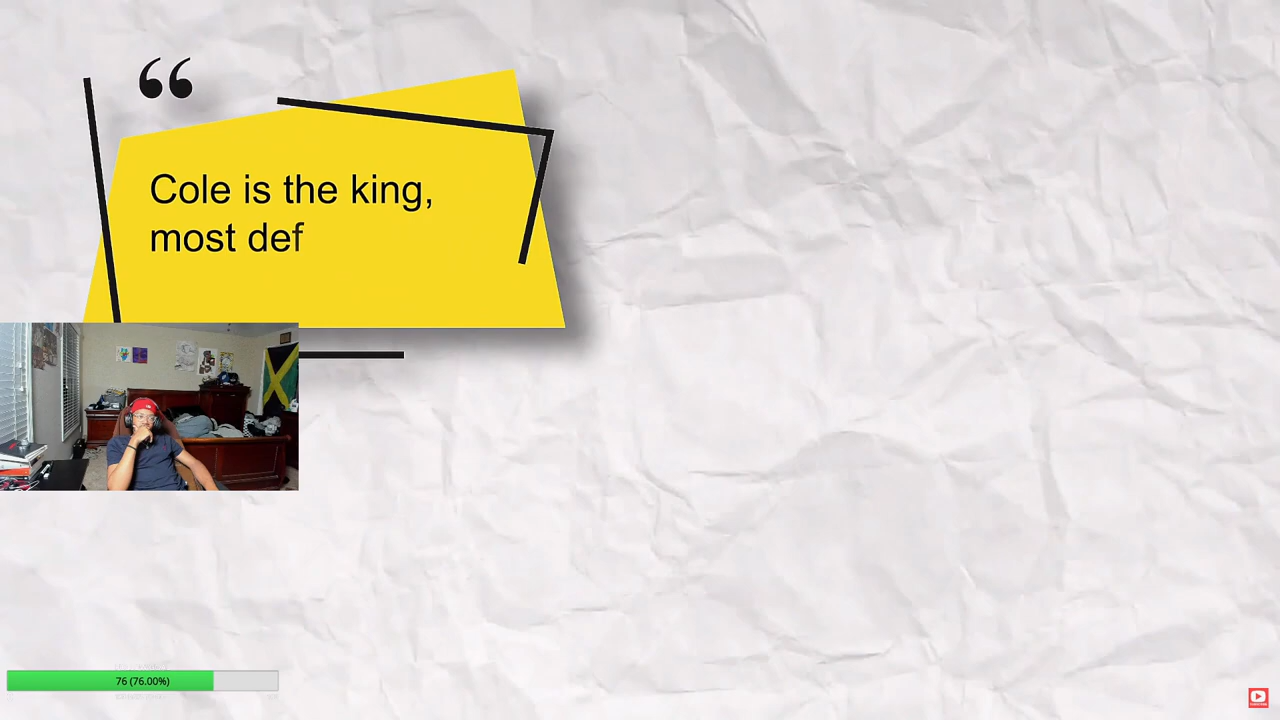 “
Cole is the king,
most def
76 (76.00%)